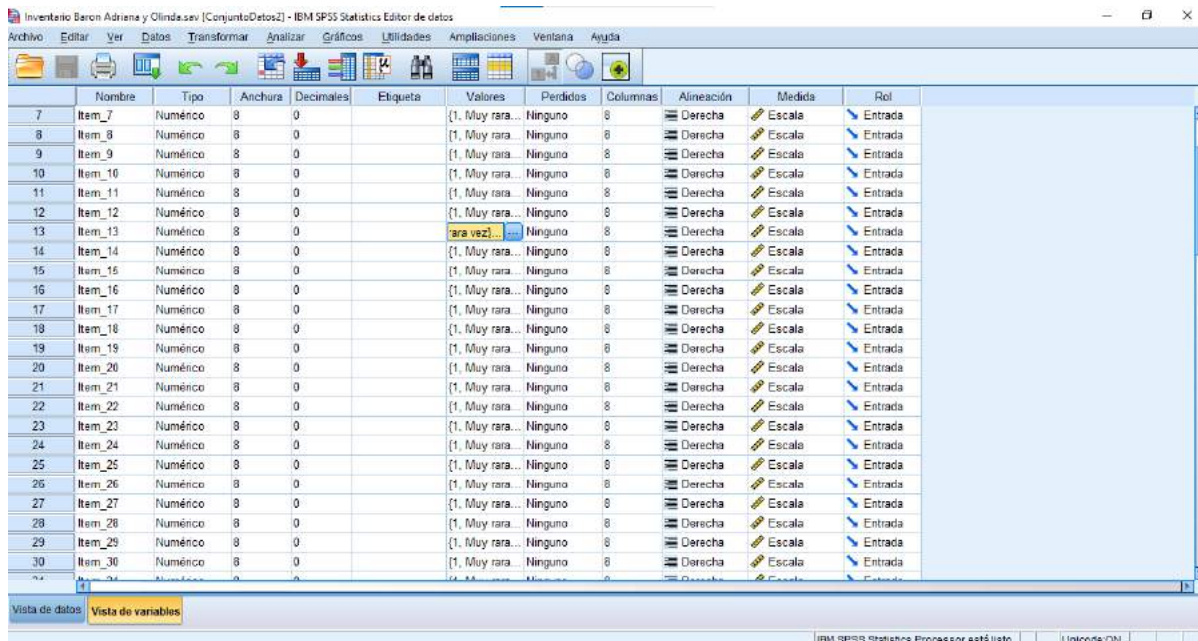 Inventario Baron Adriana y Olinda.sav [ConjuntoDatos2] - IBM SPSS Statistics Editor de datos
Archivo Editar Ver Datos Transformar Analizar Gráficos Utilidades Ampliaciones Ventana Ayuda
Nombre Tipo Anchura Decimales Etiqueta Valores Perdidos Columnas Alineación Medida Rol
7 Item_7 Numérico 8 0 {1, Muy rara... Ninguno 8 Derecha Escala Entrada
8 Item_8 Numérico 8 0 {1, Muy rara... Ninguno 8 Derecha Escala Entrada
9 Item_9 Numérico 8 0 {1, Muy rara... Ninguno 8 Derecha Escala Entrada
10 Item_10 Numérico 8 0 {1, Muy rara... Ninguno 8 Derecha Escala Entrada
11 Item_11 Numérico 8 0 {1, Muy rara... Ninguno 8 Derecha Escala Entrada
12 Item_12 Numérico 8 0 {1, Muy rara... Ninguno 8 Derecha Escala Entrada
13 Item_13 Numérico 8 0 rara vez}... ... Ninguno 8 Derecha Escala Entrada
14 Item_14 Numérico 8 0 {1, Muy rara... Ninguno 8 Derecha Escala Entrada
15 Item_15 Numérico 8 0 {1, Muy rara... Ninguno 8 Derecha Escala Entrada
16 Item_16 Numérico 8 0 {1, Muy rara... Ninguno 8 Derecha Escala Entrada
17 Item_17 Numérico 8 0 {1, Muy rara... Ninguno 8 Derecha Escala Entrada
18 Item_18 Numérico 8 0 {1, Muy rara... Ninguno 8 Derecha Escala Entrada
19 Item_19 Numérico 8 0 {1, Muy rara... Ninguno 8 Derecha Escala Entrada
20 Item_20 Numérico 8 0 {1, Muy rara... Ninguno 8 Derecha Escala Entrada
21 Item_21 Numérico 8 0 {1, Muy rara... Ninguno 8 Derecha Escala Entrada
22 Item_22 Numérico 8 0 {1, Muy rara... Ninguno 8 Derecha Escala Entrada
23 Item_23 Numérico 8 0 {1, Muy rara... Ninguno 8 Derecha Escala Entrada
24 Item_24 Numérico 8 0 {1, Muy rara... Ninguno 8 Derecha Escala Entrada
25 Item_25 Numérico 8 0 {1, Muy rara... Ninguno 8 Derecha Escala Entrada
26 Item_26 Numérico 8 0 {1, Muy rara... Ninguno 8 Derecha Escala Entrada
27 Item_27 Numérico 8 0 {1, Muy rara... Ninguno 8 Derecha Escala Entrada
28 Item_28 Numérico 8 0 {1, Muy rara... Ninguno 8 Derecha Escala Entrada
29 Item_29 Numérico 8 0 {1, Muy rara... Ninguno 8 Derecha Escala Entrada
30 Item_30 Numérico 8 0 {1, Muy rara... Ninguno 8 Derecha Escala Entrada
Vista de datos Vista de variables
IBM SPSS Statistics Processor está listo Unicode:ON